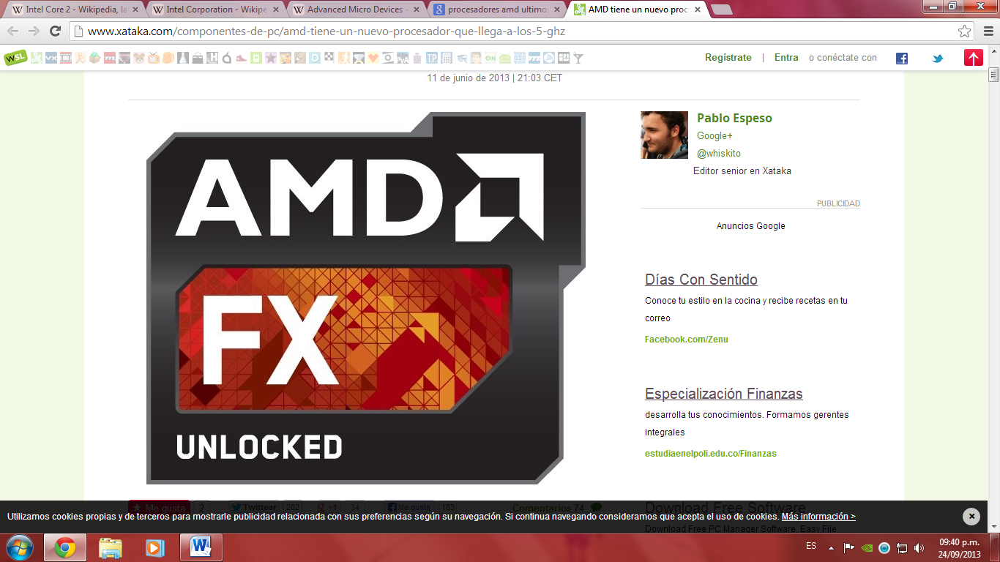 Intel Core 2 - Wikipedia, la
Intel Corporation - Wikipe
Advanced Micro Devices -
procesadores amd ultimos
AMD tiene un nuevo proc
www.xataka.com/componentes-de-pc/amd-tiene-un-nuevo-procesador-que-llega-a-los-5-ghz
WSL
Regístrate | Entra o conéctate con
11 de junio de 2013 | 21:03 CET
AMD
FX
UNLOCKED
Pablo Espeso
Google+
@whiskito
Editor senior en Xataka
PUBLICIDAD
Anuncios Google
Días Con Sentido
Conoce tu estilo en la cocina y recibe recetas en tu
correo
Facebook.com/Zenu
Especialización Finanzas
desarrolla tus conocimientos. Formamos gerentes
integrales
estudiaenelpoli.edu.co/Finanzas
Me gusta 2 Twittear 202 +1 34 Me gusta 183 Comentarios 74
Download Free Software
Download Free PC Manager Software. Easy File
Utilizamos cookies propias y de terceros para mostrarle publicidad relacionada con sus preferencias según su navegación. Si continua navegando consideramos que acepta el uso de cookies. Más información >
ES
09:40 p.m.
24/09/2013